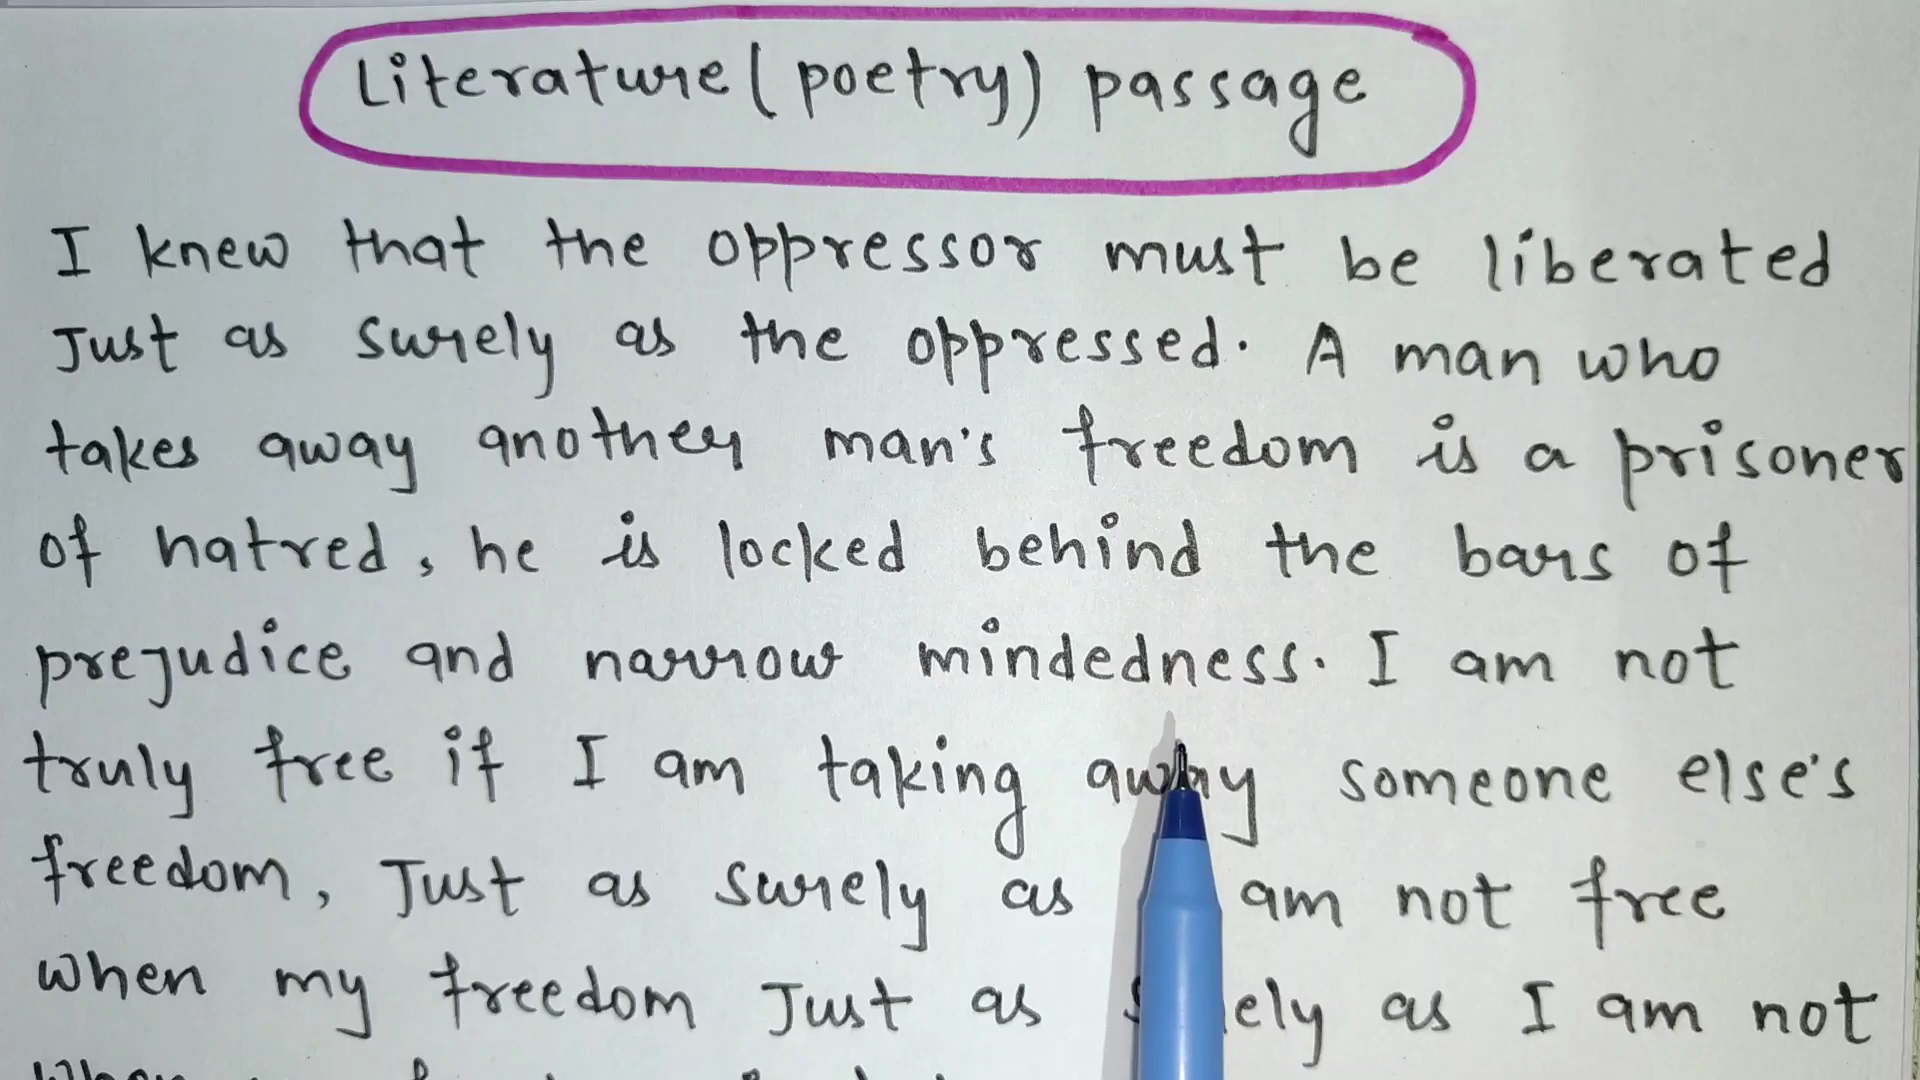 Literature (poetry) passage
I knew that the oppressor must be liberated
Just as surely as the oppressed. A man who
takes away another man's freedom is a prisoner
of hatred, he is locked behind the bars of
prejudice and narrow mindedness. I am not
truly free if I am taking away someone else's
freedom, Just as surely as am not free
when my freedom Just as as I am not